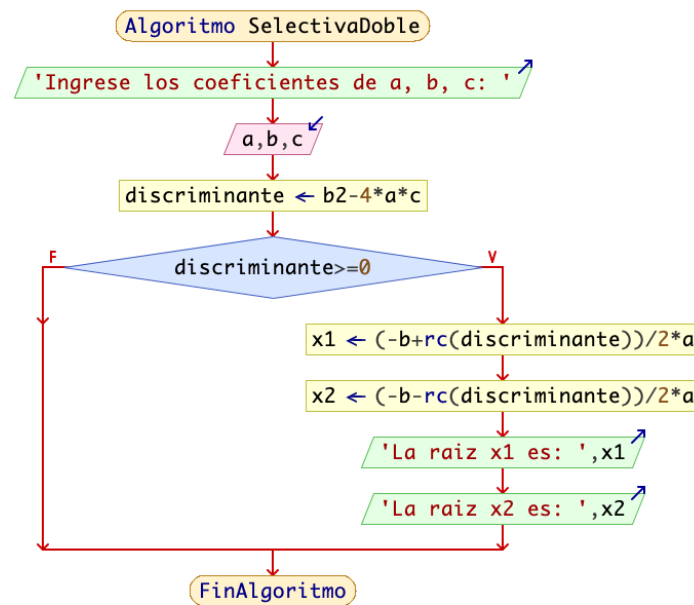 Algoritmo SelectivaDoble
'Ingrese los coeficientes de a, b, c: '
a,b,c
discriminante ← b2-4*a*c
F
V
discriminante>=0
x1 ← (-b+rc(discriminante))/2*a
x2 ← (-b-rc(discriminante))/2*a
'La raiz x1 es: ',x1
'La raiz x2 es: ',x2
FinAlgoritmo